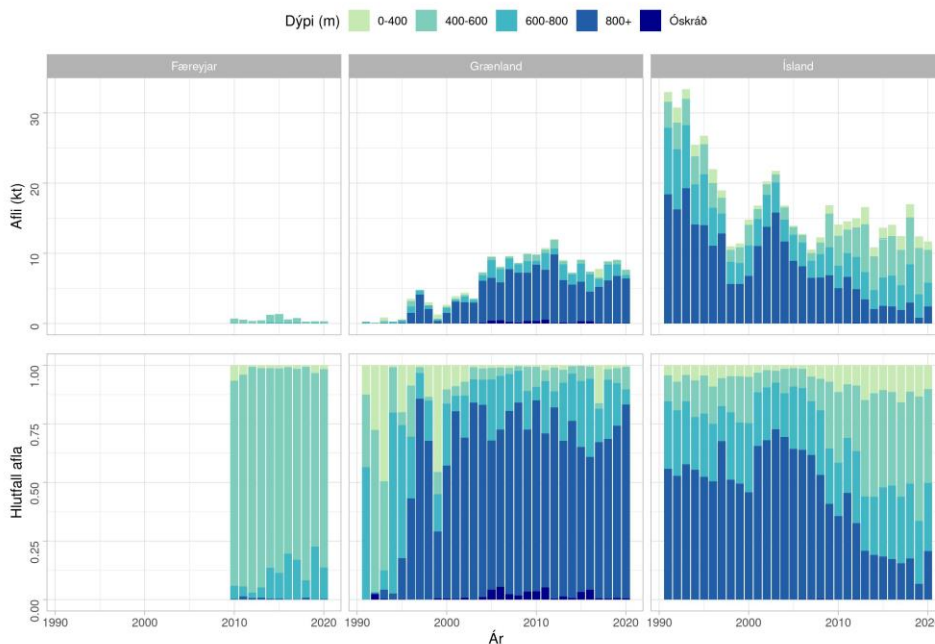 Dýpi (m) 0-400 400-600 600-800 800+ Óskráð
Færeyjar Grænland Ísland
Afli (kt)
30
20
10
0
Hlutfall afla
1.00
0.75
0.50
0.25
0.00
1990 2000 2010 2020 1990 2000 2010 2020 1990 2000 2010 2020
Ár